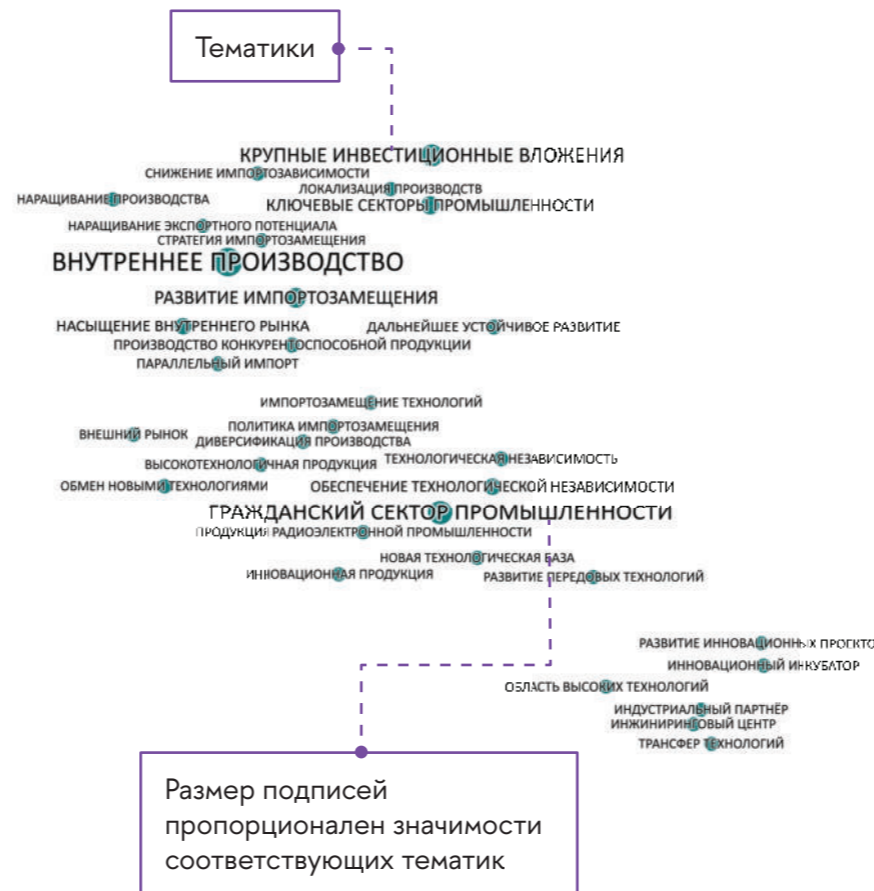 Тематики
КРУПНЫЕ ИНВЕСТИЦИОННЫЕ ВЛОЖЕНИЯ
СНИЖЕНИЕ ИМПОРТОЗАВИСИМОСТИ
ЛОКАЛИЗАЦИЯ ПРОИЗВОДСТВ
НАРАЩИВАНИЕ ПРОИЗВОДСТВА
КЛЮЧЕВЫЕ СЕКТОРЫ ПРОМЫШЛЕННОСТИ
НАРАЩИВАНИЕ ЭКСПОРТНОГО ПОТЕНЦИАЛА
СТРАТЕГИЯ ИМПОРТОЗАМЕЩЕНИЯ
ВНУТРЕННЕЕ ПРОИЗВОДСТВО
РАЗВИТИЕ ИМПОРТОЗАМЕЩЕНИЯ
НАСЫЩЕНИЕ ВНУТРЕННЕГО РЫНКА
ДАЛЬНЕЙШЕЕ УСТОЙЧИВОЕ РАЗВИТИЕ
ПРОИЗВОДСТВО КОНКУРЕНТОСПОСОБНОЙ ПРОДУКЦИИ
ПАРАЛЛЕЛЬНЫЙ ИМПОРТ
ИМПОРТОЗАМЕЩЕНИЕ ТЕХНОЛОГИЙ
ПОЛИТИКА ИМПОРТОЗАМЕЩЕНИЯ
ВНЕШНИЙ РЫНОК
ДИВЕРСИФИКАЦИЯ ПРОИЗВОДСТВА
ТЕХНОЛОГИЧЕСКАЯ НЕЗАВИСИМОСТЬ
ВЫСОКОТЕХНОЛОГИЧНАЯ ПРОДУКЦИЯ
ОБМЕН НОВЫМИ ТЕХНОЛОГИЯМИ
ОБЕСПЕЧЕНИЕ ТЕХНОЛОГИЧЕСКОЙ НЕЗАВИСИМОСТИ
ГРАЖДАНСКИЙ СЕКТОР ПРОМЫШЛЕННОСТИ
ПРОДУКЦИЯ РАДИОЭЛЕКТРОННОЙ ПРОМЫШЛЕННОСТИ
НОВАЯ ТЕХНОЛОГИЧЕСКАЯ БАЗА
ИННОВАЦИОННАЯ ПРОДУКЦИЯ
РАЗВИТИЕ ПЕРЕДОВЫХ ТЕХНОЛОГИЙ
РАЗВИТИЕ ИННОВАЦИОННЫХ ПРОЕКТО
ИННОВАЦИОННЫЙ ИНКУБАТОР
ОБЛАСТЬ ВЫСОКИХ ТЕХНОЛОГИЙ
ИНДУСТРИАЛЬНЫЙ ПАРТНЁР
ИНЖИНИРИНГОВЫЙ ЦЕНТР
ТРАНСФЕР ТЕХНОЛОГИЙ
Размер подписей
пропорционален значимости
соответствующих тематик